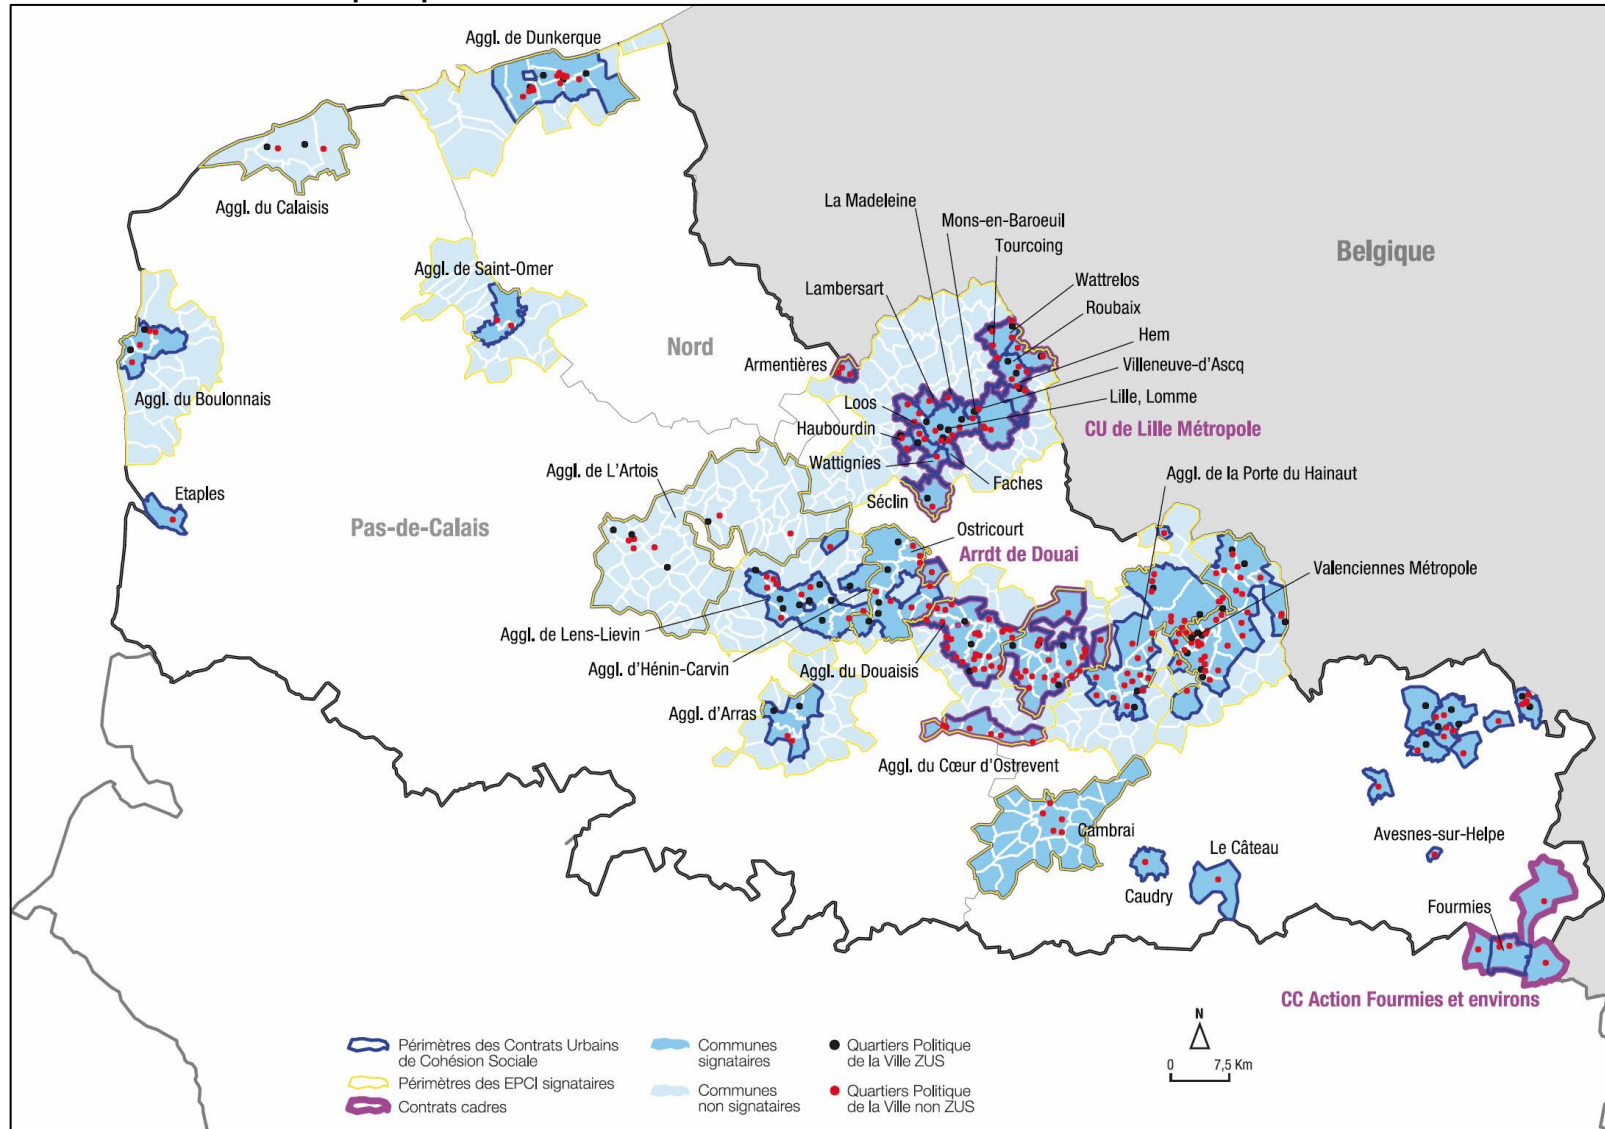 Aggl. de Dunkerque
Aggl. du Calaisis
La Madeleine
Mons-en-Baroeuil
Tourcoing
Belgique
Aggl. de Saint-Omer
Wattrelos
Lambersart
Roubaix
Nord
Hem
Armentières
Villeneuve-d'Ascq
Aggl. du Boulonnais
Loos
Lille, Lomme
Haubourdin
CU de Lille Métropole
Wattignies
Aggl. de L'Artois
Aggl. de la Porte du Hainaut
Faches
Etaples
Séclin
Pas-de-Calais
Ostricourt
Arrdt de Douai
Valenciennes Métropole
Aggl. de Lens-Lievin
Aggl. d'Hénin-Carvin
Aggl. du Douaisis
Aggl. d'Arras
Aggl. du Cœur d'Ostrevent
Cambrai
Avesnes-sur-Helpe
Le Câteau
Caudry
Fourmies
CC Action Fourmies et environs
N
0 7,5 Km
Périmètres des Contrats Urbains
de Cohésion Sociale
Périmètres des EPCI signataires
Contrats cadres
Communes
signataires
Communes
non signataires
Quartiers Politique
de la Ville ZUS
Quartiers Politique
de la Ville non ZUS